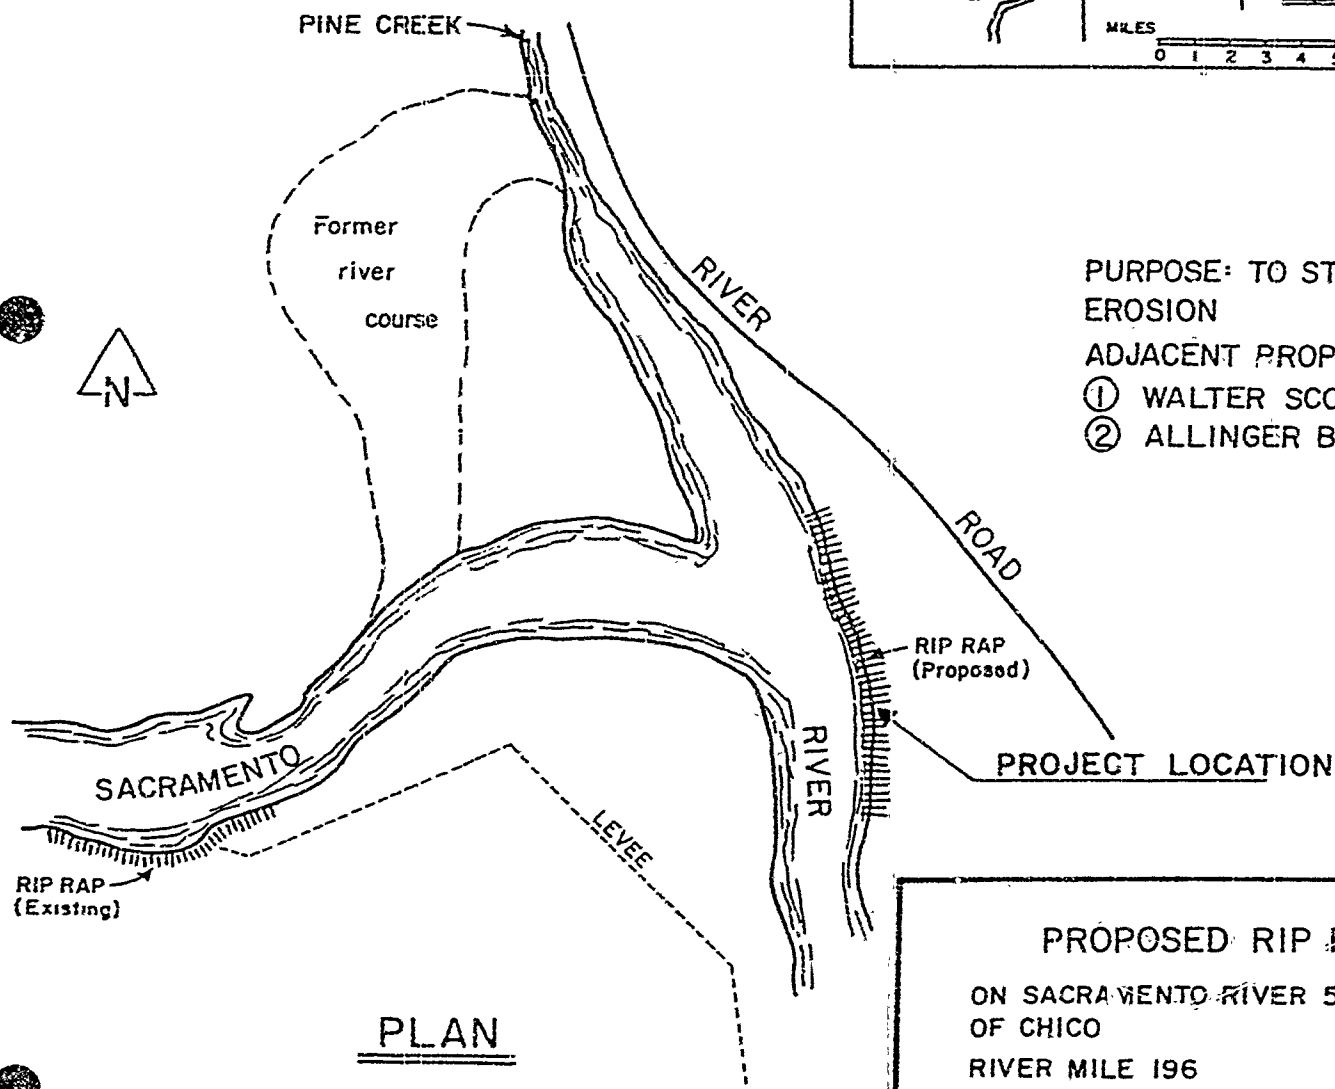 PINE CREEK
MILES
0 1 2 3 4
Former
river
course
RIVER
PURPOSE: TO ST
EROSION
ADJACENT PROP
① WALTER SCO
② ALLINGER B
N
ROAD
RIP RAP
(Proposed)
SACRAMENTO
RIVER
PROJECT LOCATION
LEVEE
RIP RAP
(Existing)
PROPOSED RIP
ON SACRAMENTO RIVER 5
OF CHICO
RIVER MILE 196
PLAN